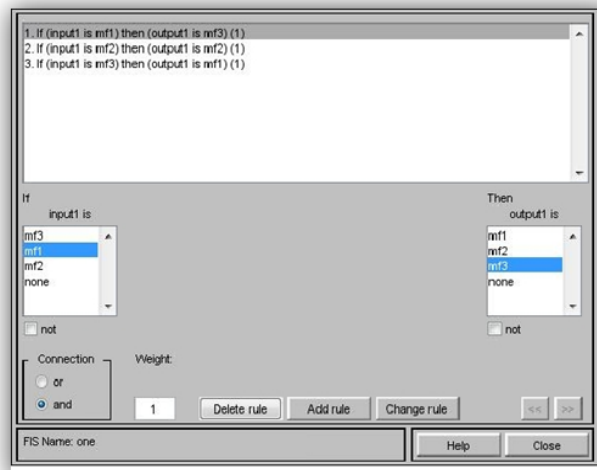 1. If (input1 is mf1) then (output1 is mf3) (1)
2. If (input1 is mf2) then (output1 is mf2) (1)
3. If (input1 is mf3) then (output1 is mf1) (1)
If
Then
input1 is
output1 is
mf3
mf1
mf2
none
mf1
mf2
mf3
none
not
not
Connection
or
and
Weight:
1
Delete rule
Add rule
Change rule
<<
>>
FIS Name: one
Help
Close